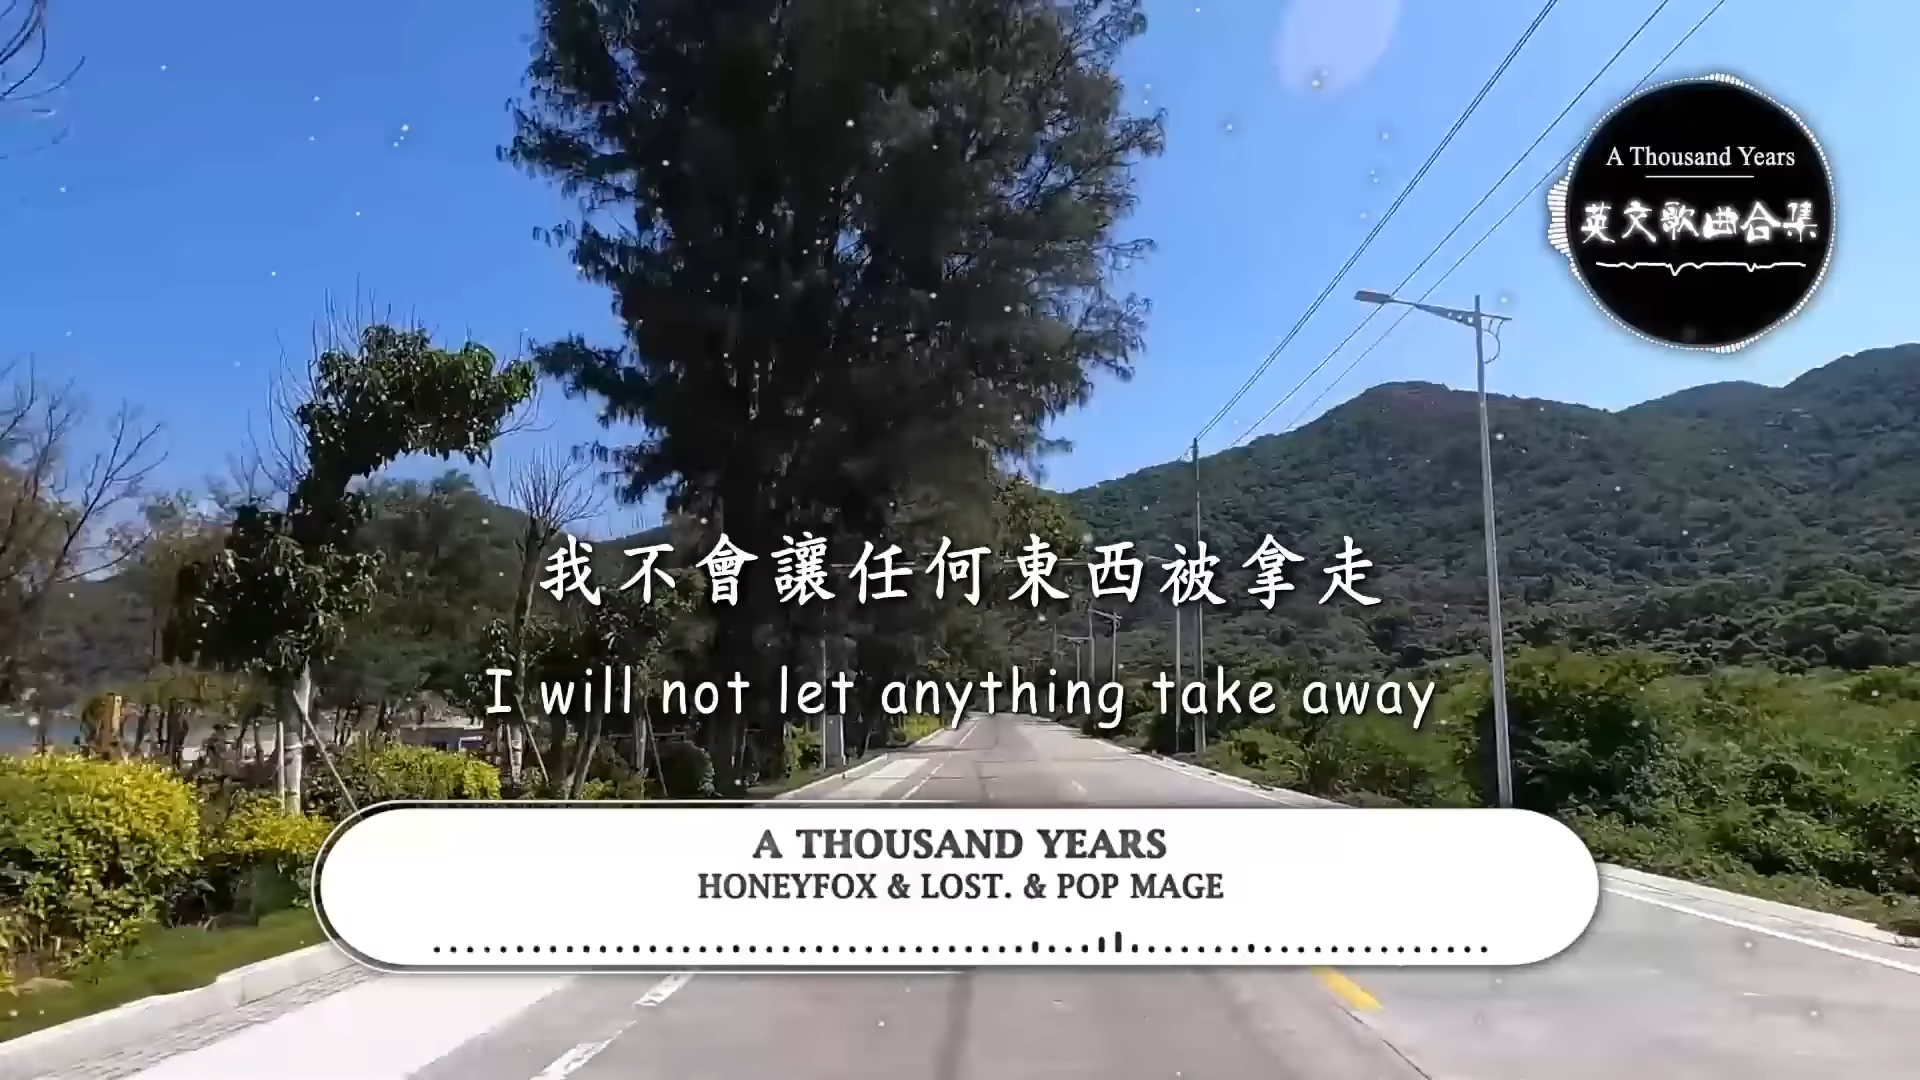 A Thousand Years
英文歌曲合集
我不會讓任何東西被拿走
I will not let anything take away
A THOUSAND YEARS
HONEYFOX & LOST. & POP MAGE